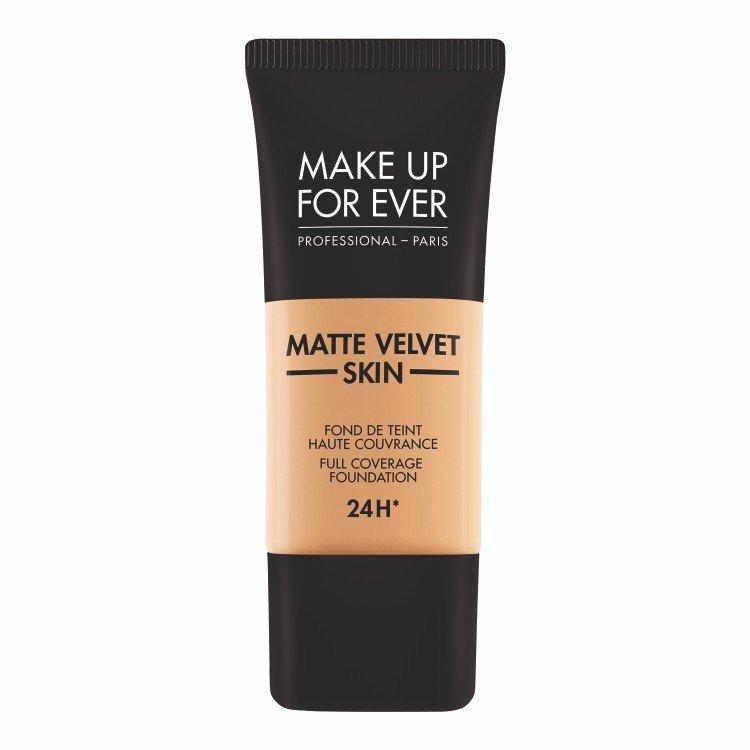 MAKE UP
FOR EVER
PROFESSIONAL – PARIS
MATTE VELVET
SKIN
FOND DE TEINT
HAUTE COUVRANCE
FULL COVERAGE
FOUNDATION
24H*